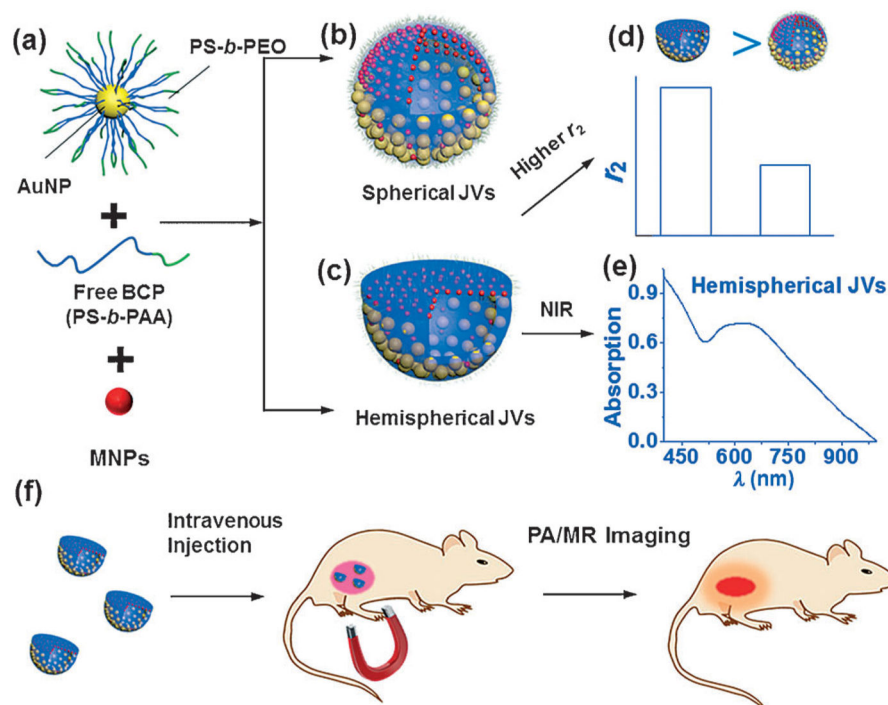 (a)
PS-b-PEO
AuNP
+
Free BCP
(PS-b-PAA)
+
MNPs
(b)
Spherical JVs
(c)
Hemispherical JVs
Higher r2
NIR
(d)
>
r2
(e)
Hemispherical JVs
Absorption
0.9
0.6
0.3
0.0
450 600 750 900
λ (nm)
(f)
Intravenous
Injection
PA/MR Imaging